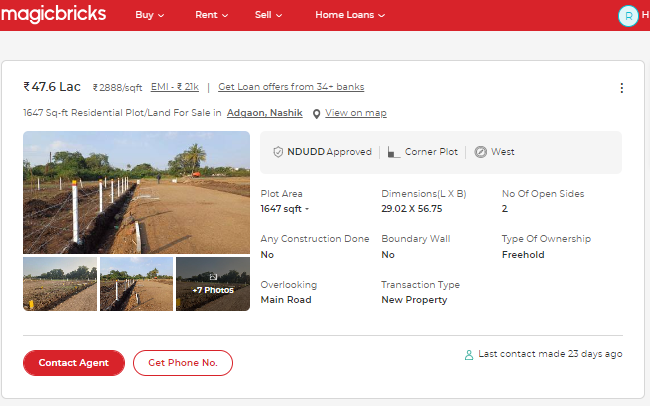 magicbricks Buy Rent Sell Home Loans R H
₹47.6 Lac ₹2888/sqft EMI - ₹ 21k | Get Loan offers from 34+ banks
1647 Sq-ft Residential Plot/Land For Sale in Adgaon, Nashik View on map
NDUDD Approved Corner Plot West
Plot Area Dimensions(L X B) No Of Open Sides
1647 sqft - 29.02 X 56.75 2
Any Construction Done Boundary Wall Type Of Ownership
No No Freehold
Overlooking Transaction Type
Main Road New Property
+7 Photos
Contact Agent Get Phone No. Last contact made 23 days ago